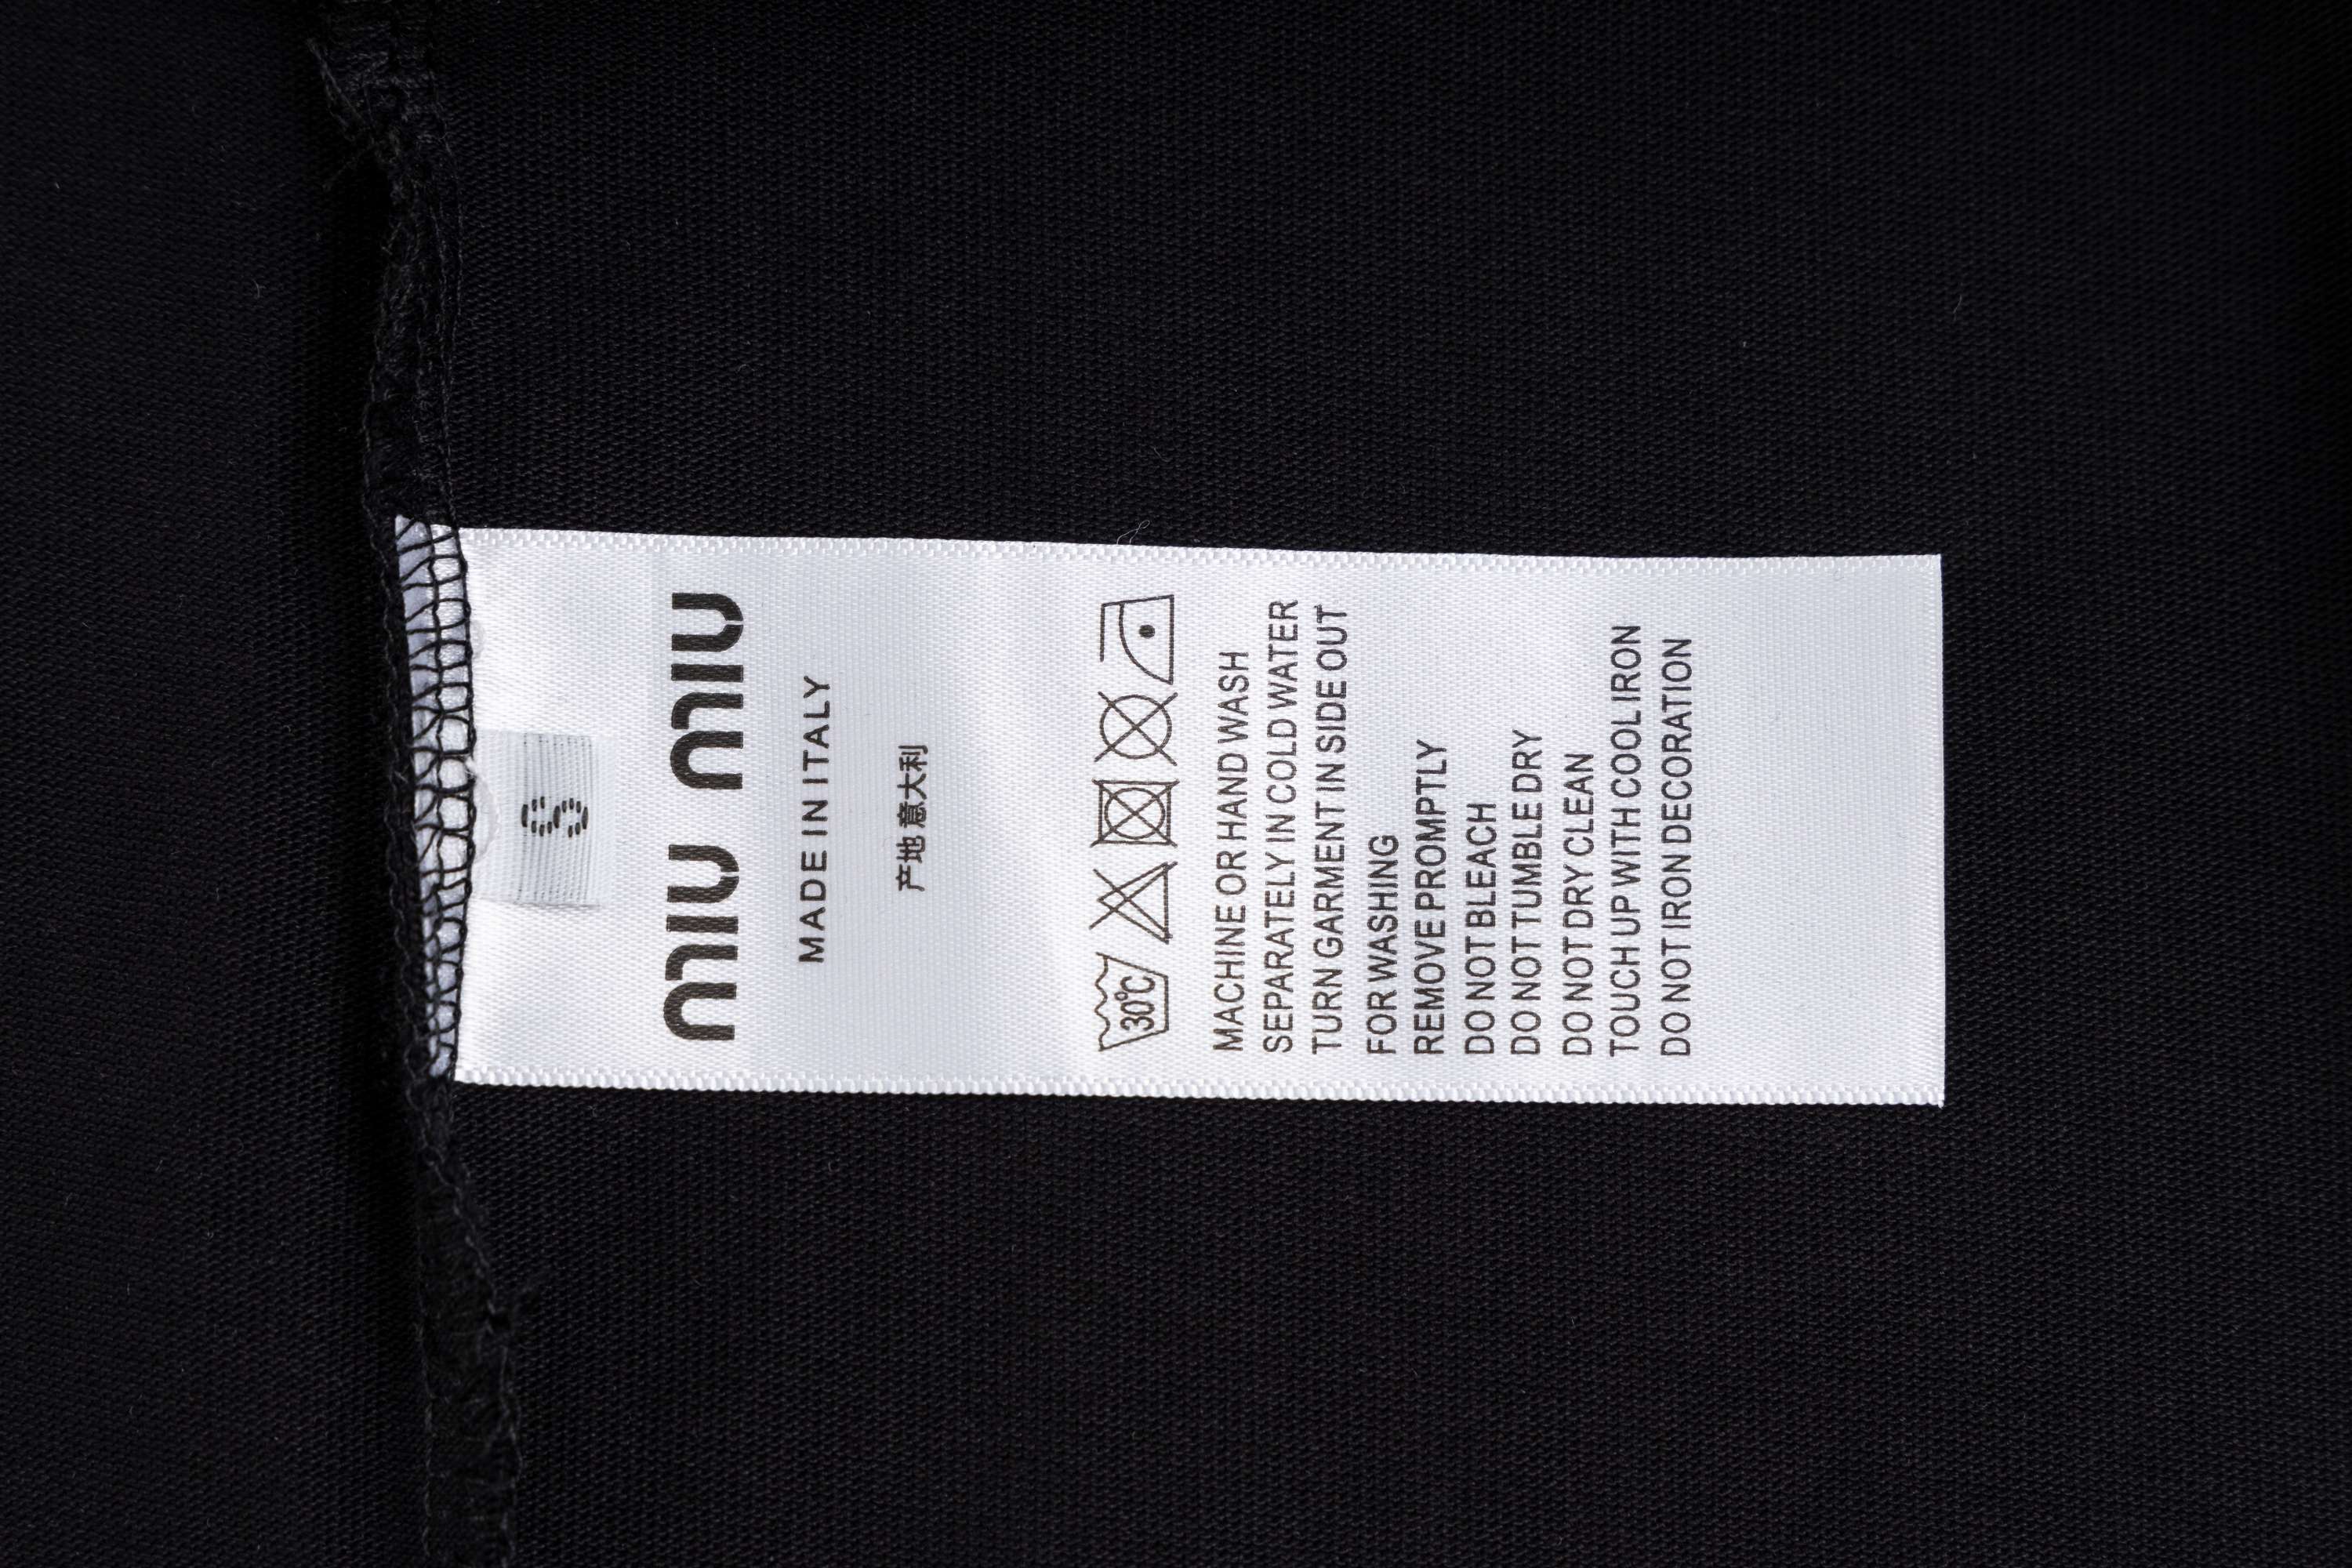 S
miu miu
MADE IN ITALY
产地意大利
30°C
MACHINE OR HAND WASH
SEPARATELY IN COLD WATER
TURN GARMENT IN SIDE OUT
FOR WASHING
REMOVE PROMPTLY
DO NOT BLEACH
DO NOT TUMBLE DRY
DO NOT DRY CLEAN
TOUCH UP WITH COOL IRON
DO NOT IRON DECORATION